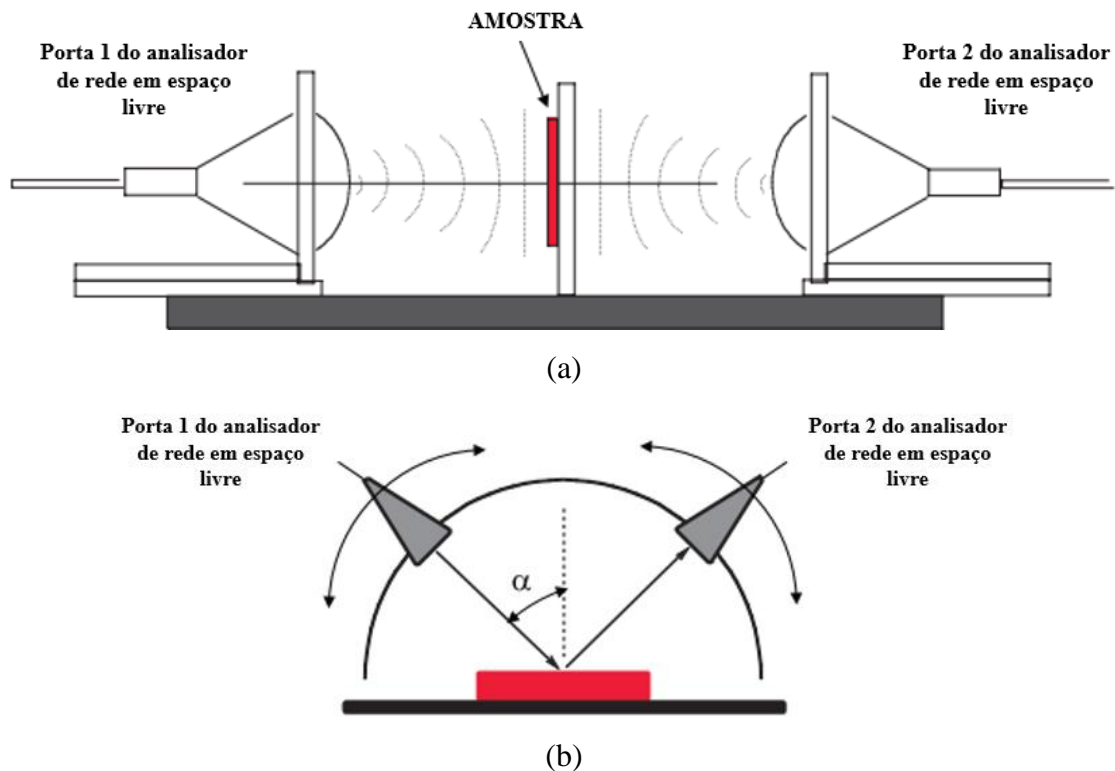 AMOSTRA
Porta 1 do analisador
de rede em espaço
livre
Porta 2 do analisador
de rede em espaço
livre
(a)
Porta 1 do analisador
de rede em espaço
livre
Porta 2 do analisador
de rede em espaço
livre
α
(b)